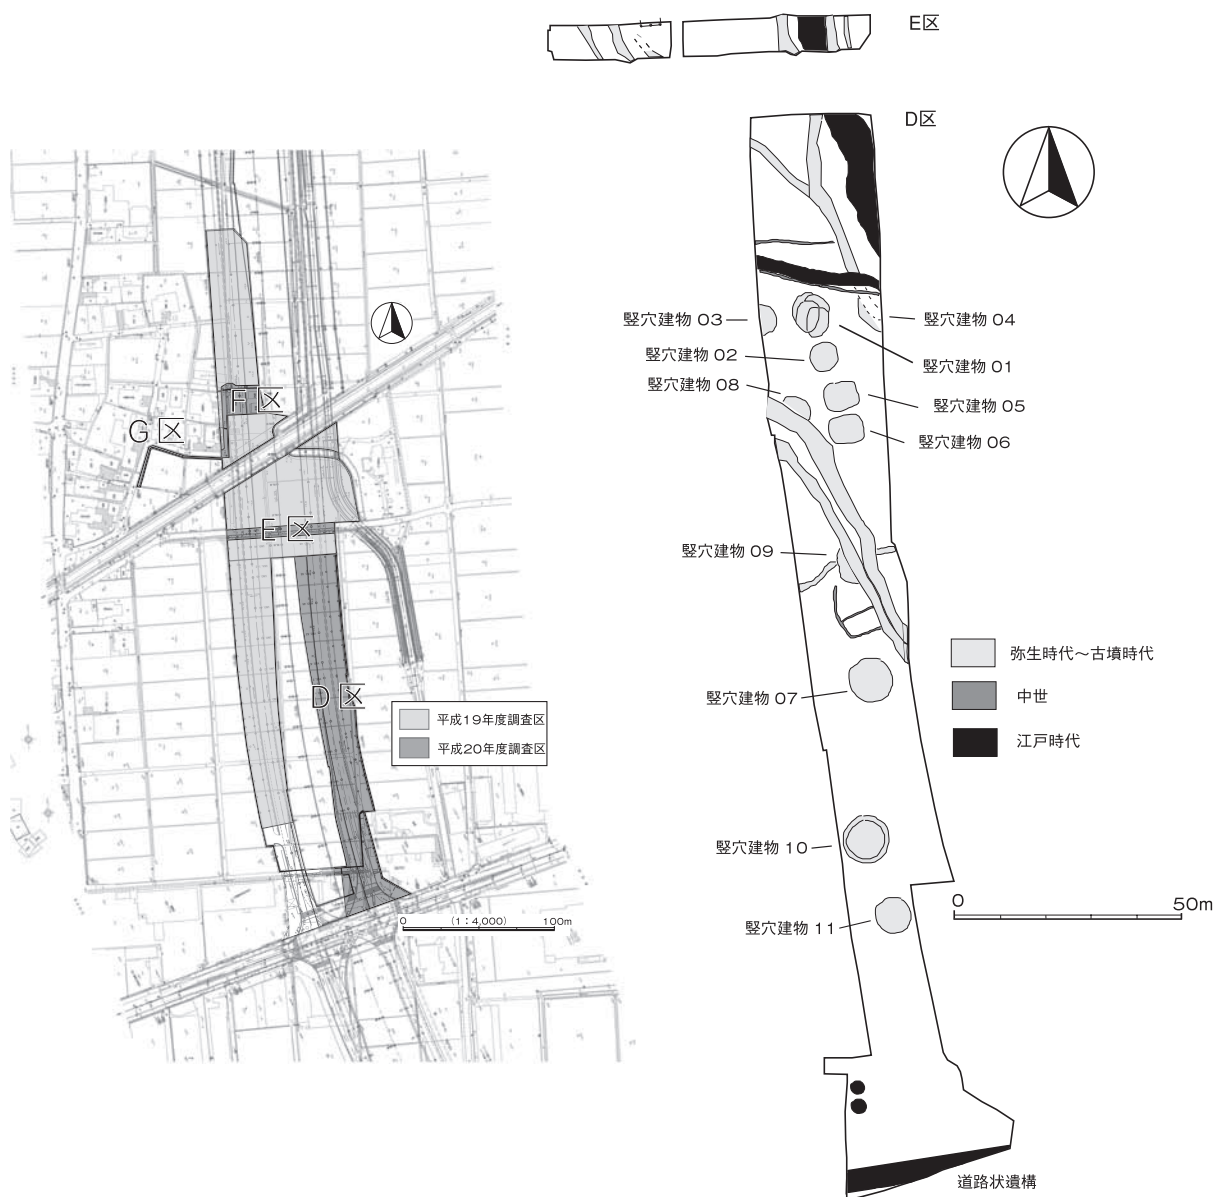 E区
D区
竪穴建物 03
竪穴建物 04
竪穴建物 02
竪穴建物 01
竪穴建物 08
竪穴建物 05
竪穴建物 06
竪穴建物 09
竪穴建物 07
弥生時代～古墳時代
中世
江戸時代
竪穴建物 10
竪穴建物 11
0
50m
道路状遺構
F区
G区
E区
D区
平成19年度調査区
平成20年度調査区
0 (1：4,000) 100m